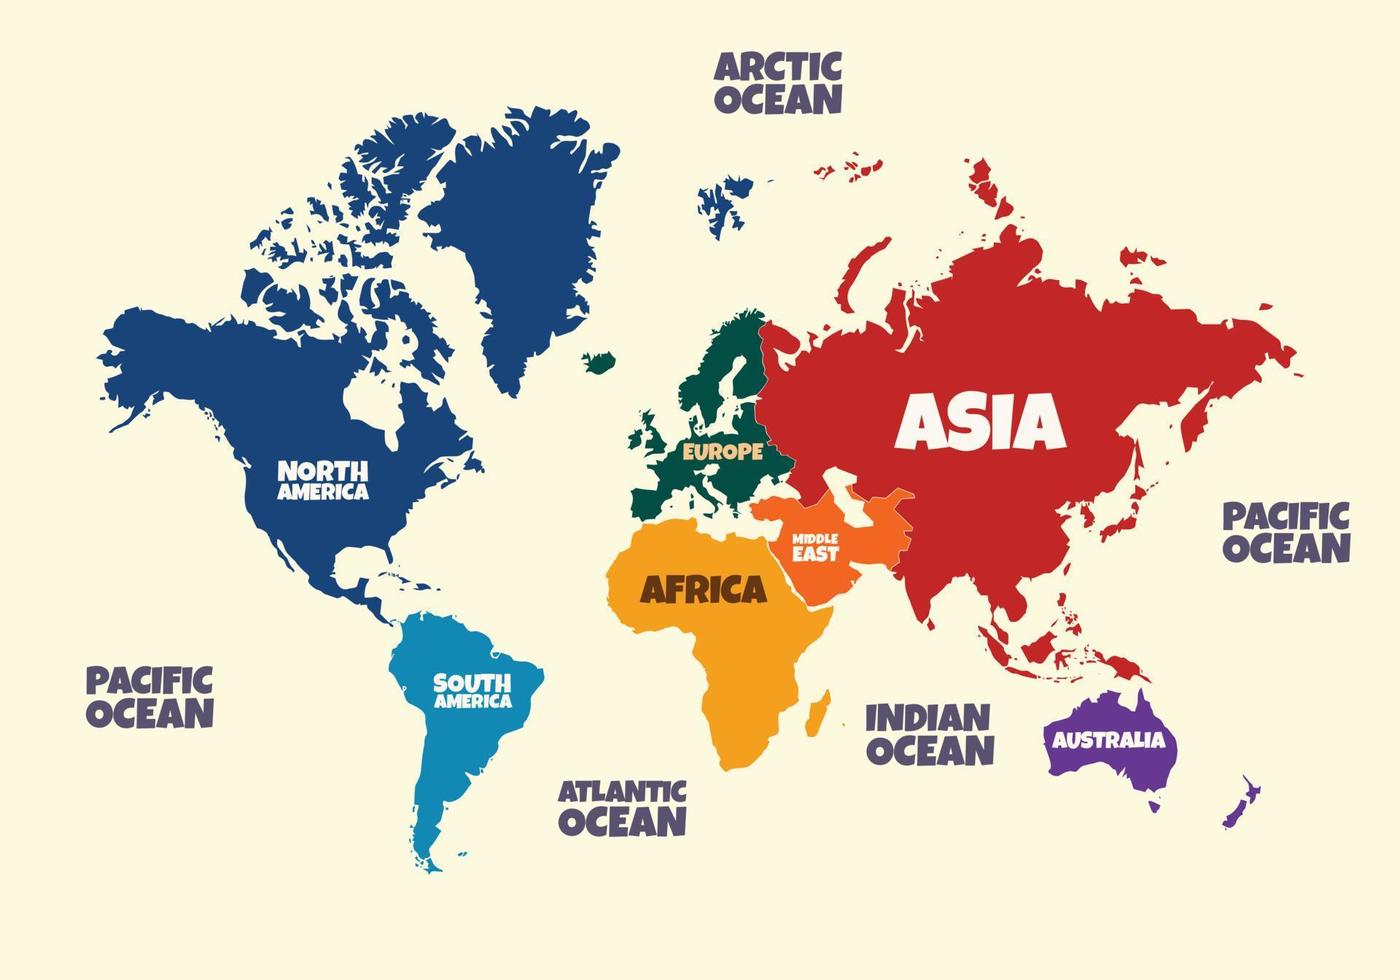 ARCTIC
OCEAN
NORTH
AMERICA
EUROPE
ASIA
MIDDLE
EAST
AFRICA
PACIFIC
OCEAN
SOUTH
AMERICA
PACIFIC
OCEAN
INDIAN
OCEAN
AUSTRALIA
ATLANTIC
OCEAN